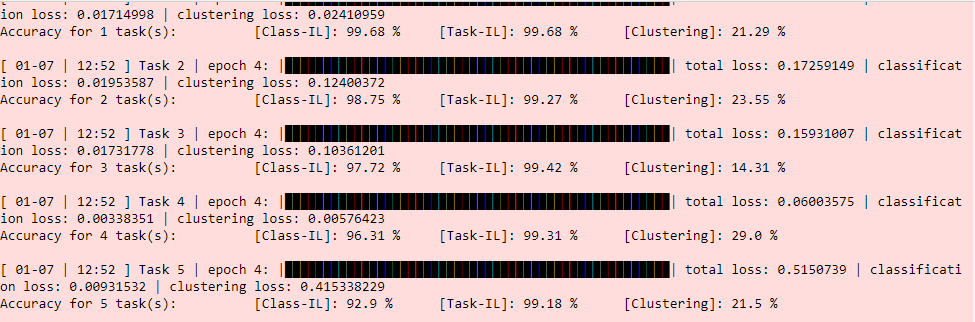 ion loss: 0.01714998 | clustering loss: 0.02410959
Accuracy for 1 task(s): [Class-IL]: 99.68 % [Task-IL]: 99.68 % [Clustering]: 21.29 %
[ 01-07 | 12:52 ] Task 2 | epoch 4: | | total loss: 0.17259149 | classificat
ion loss: 0.01953587 | clustering loss: 0.12400372
Accuracy for 2 task(s): [Class-IL]: 98.75 % [Task-IL]: 99.27 % [Clustering]: 23.55 %
[ 01-07 | 12:52 ] Task 3 | epoch 4: | | total loss: 0.15931007 | classificat
ion loss: 0.01731778 | clustering loss: 0.10361201
Accuracy for 3 task(s): [Class-IL]: 97.72 % [Task-IL]: 99.42 % [Clustering]: 14.31 %
[ 01-07 | 12:52 ] Task 4 | epoch 4: | | total loss: 0.06003575 | classificat
ion loss: 0.00338351 | clustering loss: 0.00576423
Accuracy for 4 task(s): [Class-IL]: 96.31 % [Task-IL]: 99.31 % [Clustering]: 29.0 %
[ 01-07 | 12:52 ] Task 5 | epoch 4: | | total loss: 0.5150739 | classificati
on loss: 0.00931532 | clustering loss: 0.415338229
Accuracy for 5 task(s): [Class-IL]: 92.9 % [Task-IL]: 99.18 % [Clustering]: 21.5 %